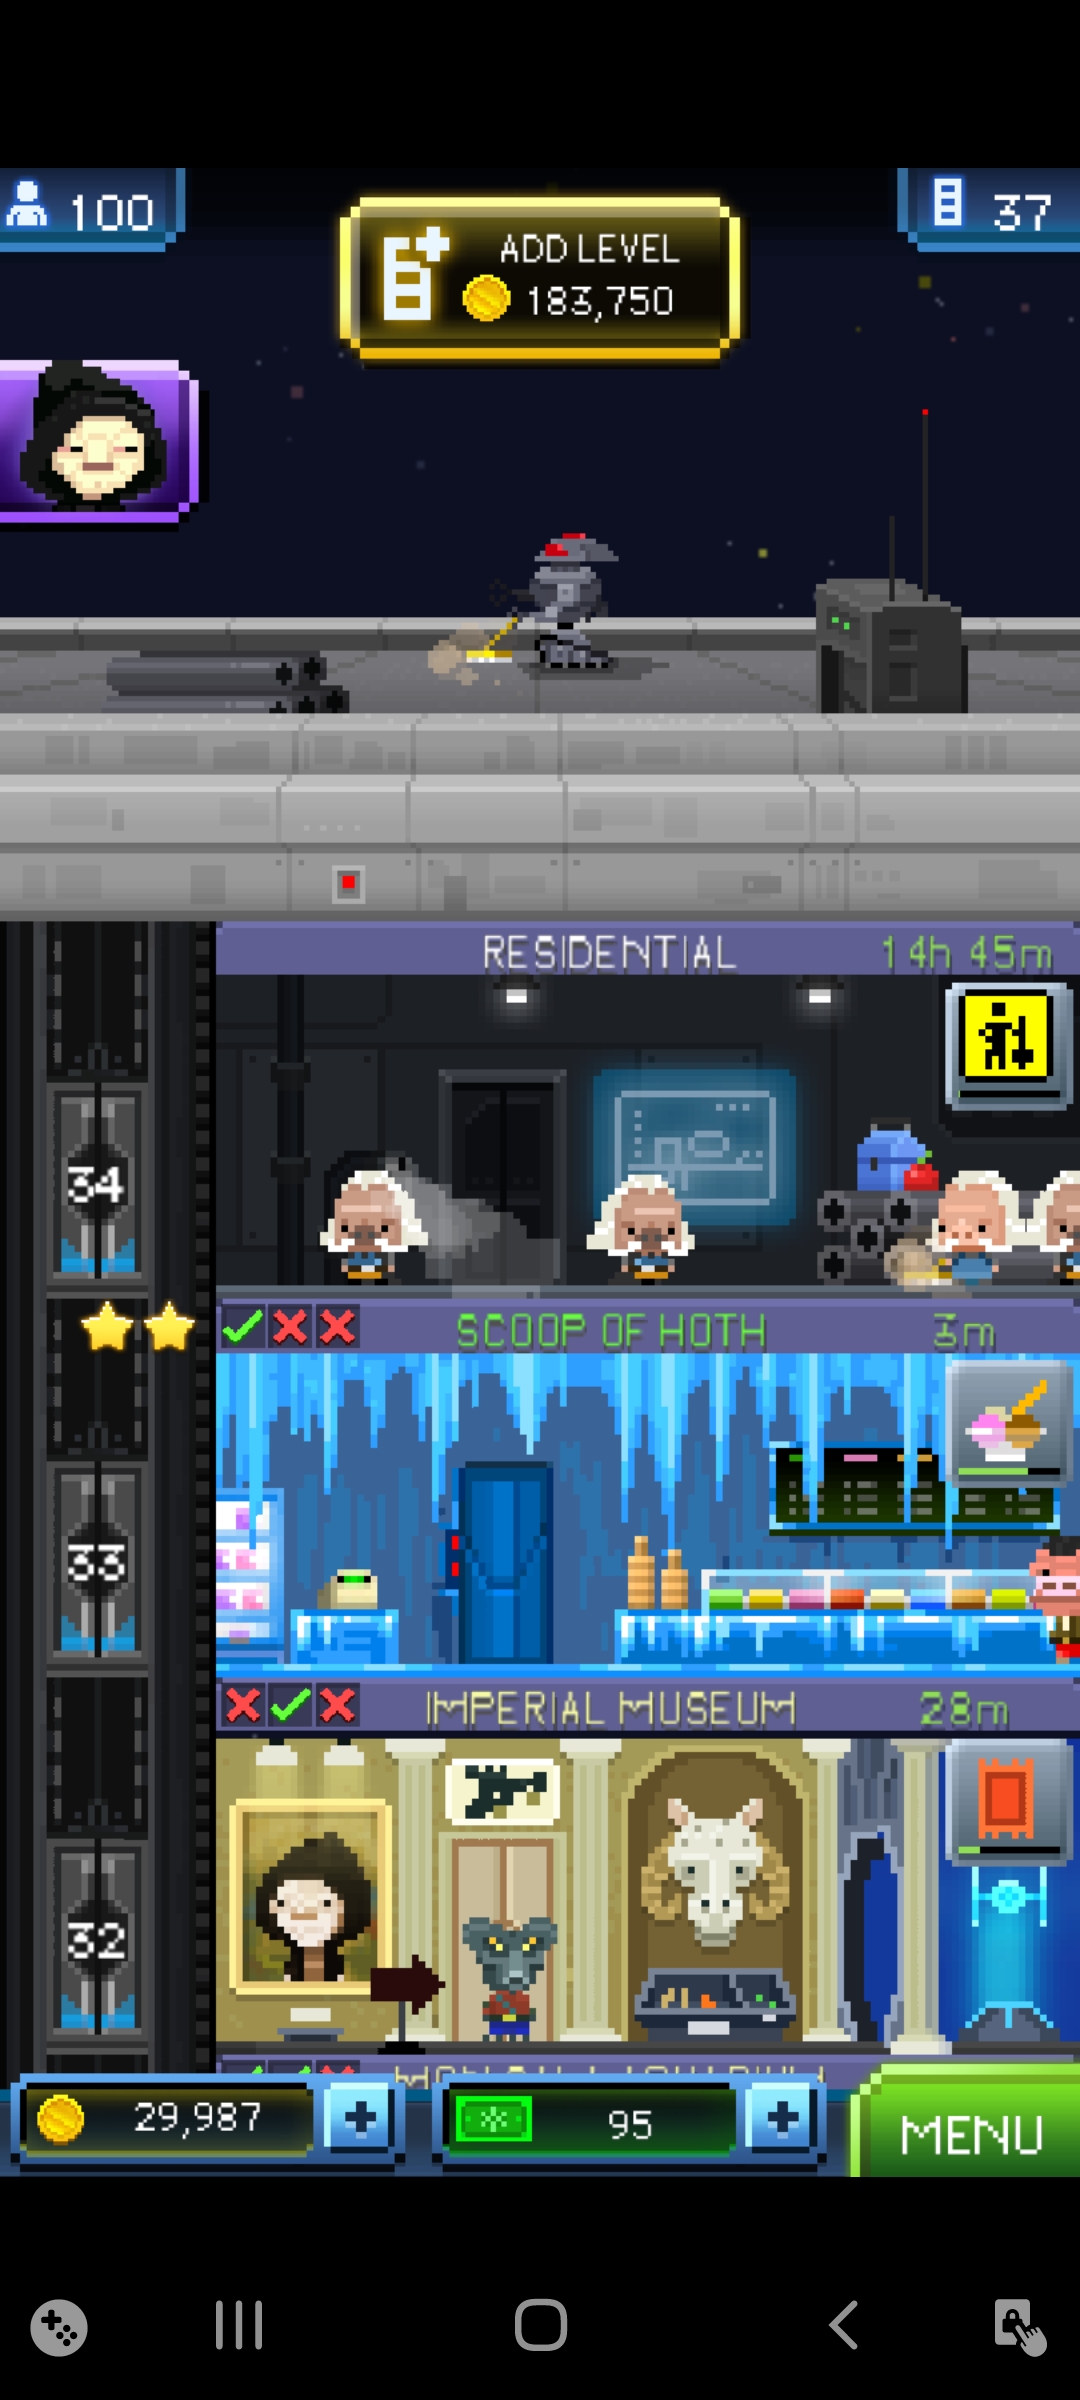 100
ADD LEVEL
183,750
37
RESIDENTIAL 14h 45m
34
SCOOP OF HOTH 3m
33
IMPERIAL MUSEUM 28m
32
29,987
95
MENU